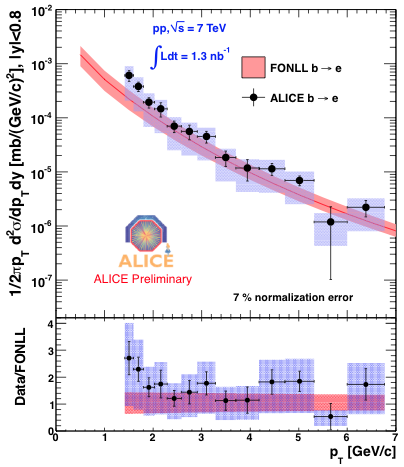 10⁻²
pp, √s = 7 TeV
∫Ldt = 1.3 nb⁻¹
FONLL b → e
ALICE b → e
10⁻³
10⁻⁴
10⁻⁵
10⁻⁶
10⁻⁷
1/2πp_T d²σ/dp_Tdy [mb/(GeV/c)²], |y|<0.8
ALICE
ALICE Preliminary
7 % normalization error
Data/FONLL
4
3
2
1
0
0 1 2 3 4 5 6 7
p_T [GeV/c]